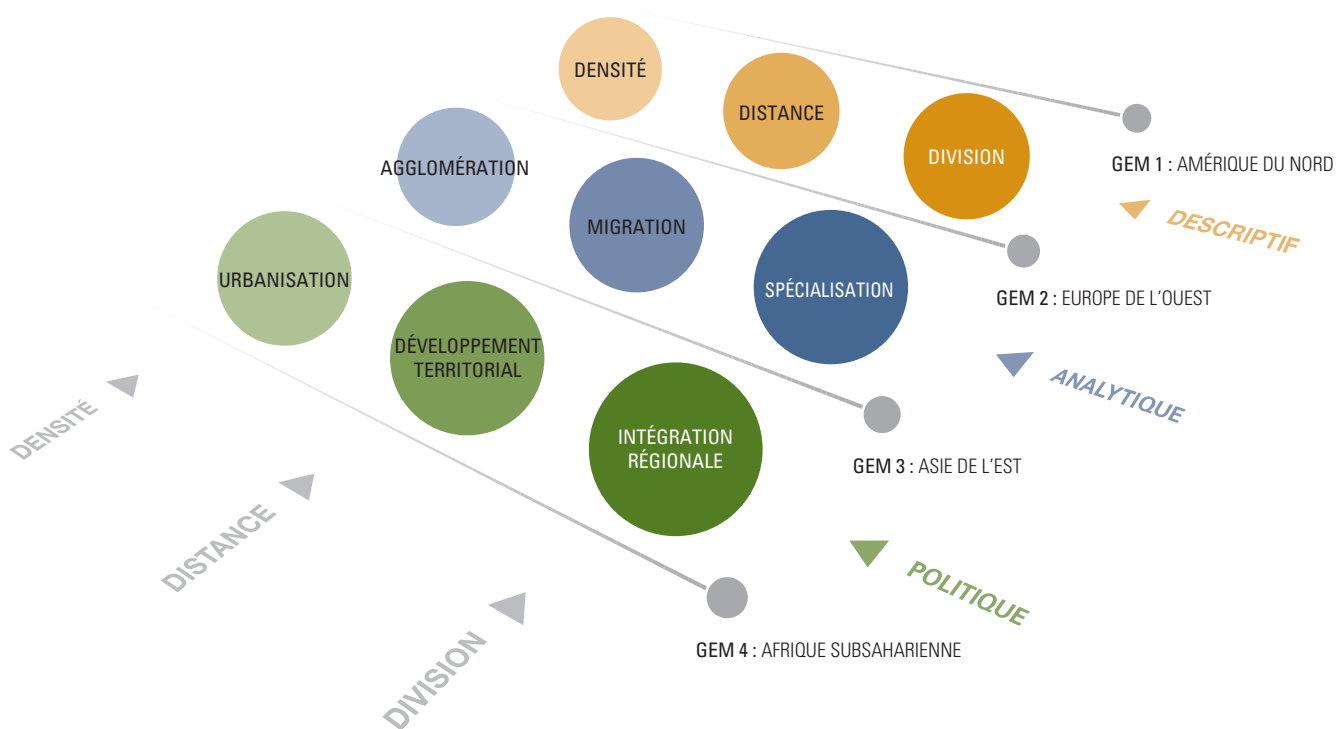 DENSITÉ
DISTANCE
DIVISION
GEM 1 : AMÉRIQUE DU NORD
DESCRIPTIF
AGGLOMÉRATION
MIGRATION
SPÉCIALISATION
GEM 2 : EUROPE DE L'OUEST
ANALYTIQUE
URBANISATION
DÉVELOPPEMENT
TERRITORIAL
INTÉGRATION
RÉGIONALE
GEM 3 : ASIE DE L'EST
POLITIQUE
GEM 4 : AFRIQUE SUBSAHARIENNE
DENSITÉ
DISTANCE
DIVISION